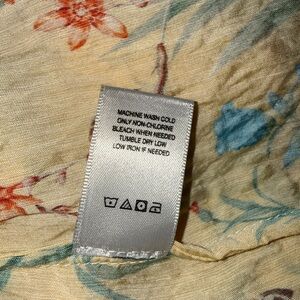 MACHINE WASH COLD
ONLY NON-CHLORINE
BLEACH WHEN NEEDED
TUMBLE DRY LOW
LOW IRON IF NEEDED